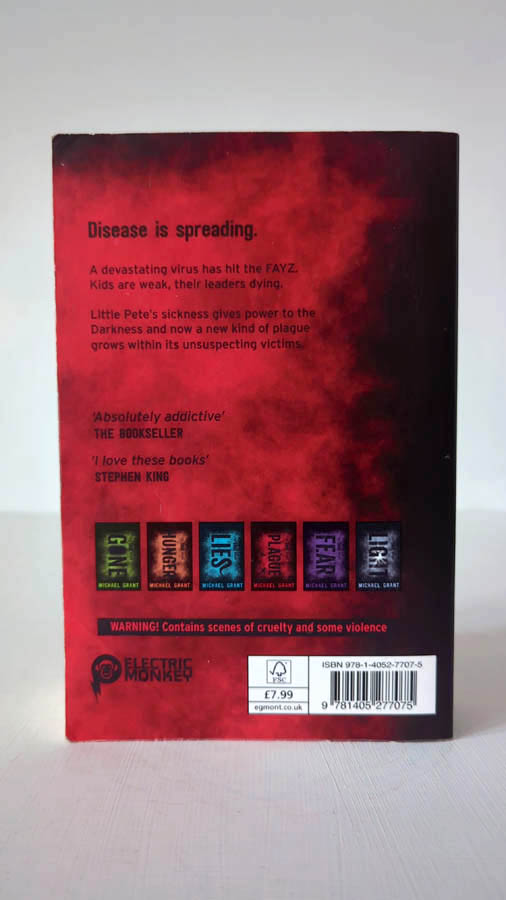 Disease is spreading.
A devastating virus has hit the FAYZ.
Kids are weak, their leaders dying.
Little Pete's sickness gives power to the
Darkness and now a new kind of plague
grows within its unsuspecting victims.
'Absolutely addictive'
THE BOOKSELLER
'I love these books'
STEPHEN KING
GONE
MICHAEL GRANT
HUNGER
MICHAEL GRANT
LIES
MICHAEL GRANT
PLAGUE
MICHAEL GRANT
FEAR
MICHAEL GRANT
LIGHT
MICHAEL GRANT
WARNING! Contains scenes of cruelty and some violence
ELECTRIC
MONKEY
FSC
£7.99
egmont.co.uk
ISBN 978-1-4052-7707-5
9 781405 277075